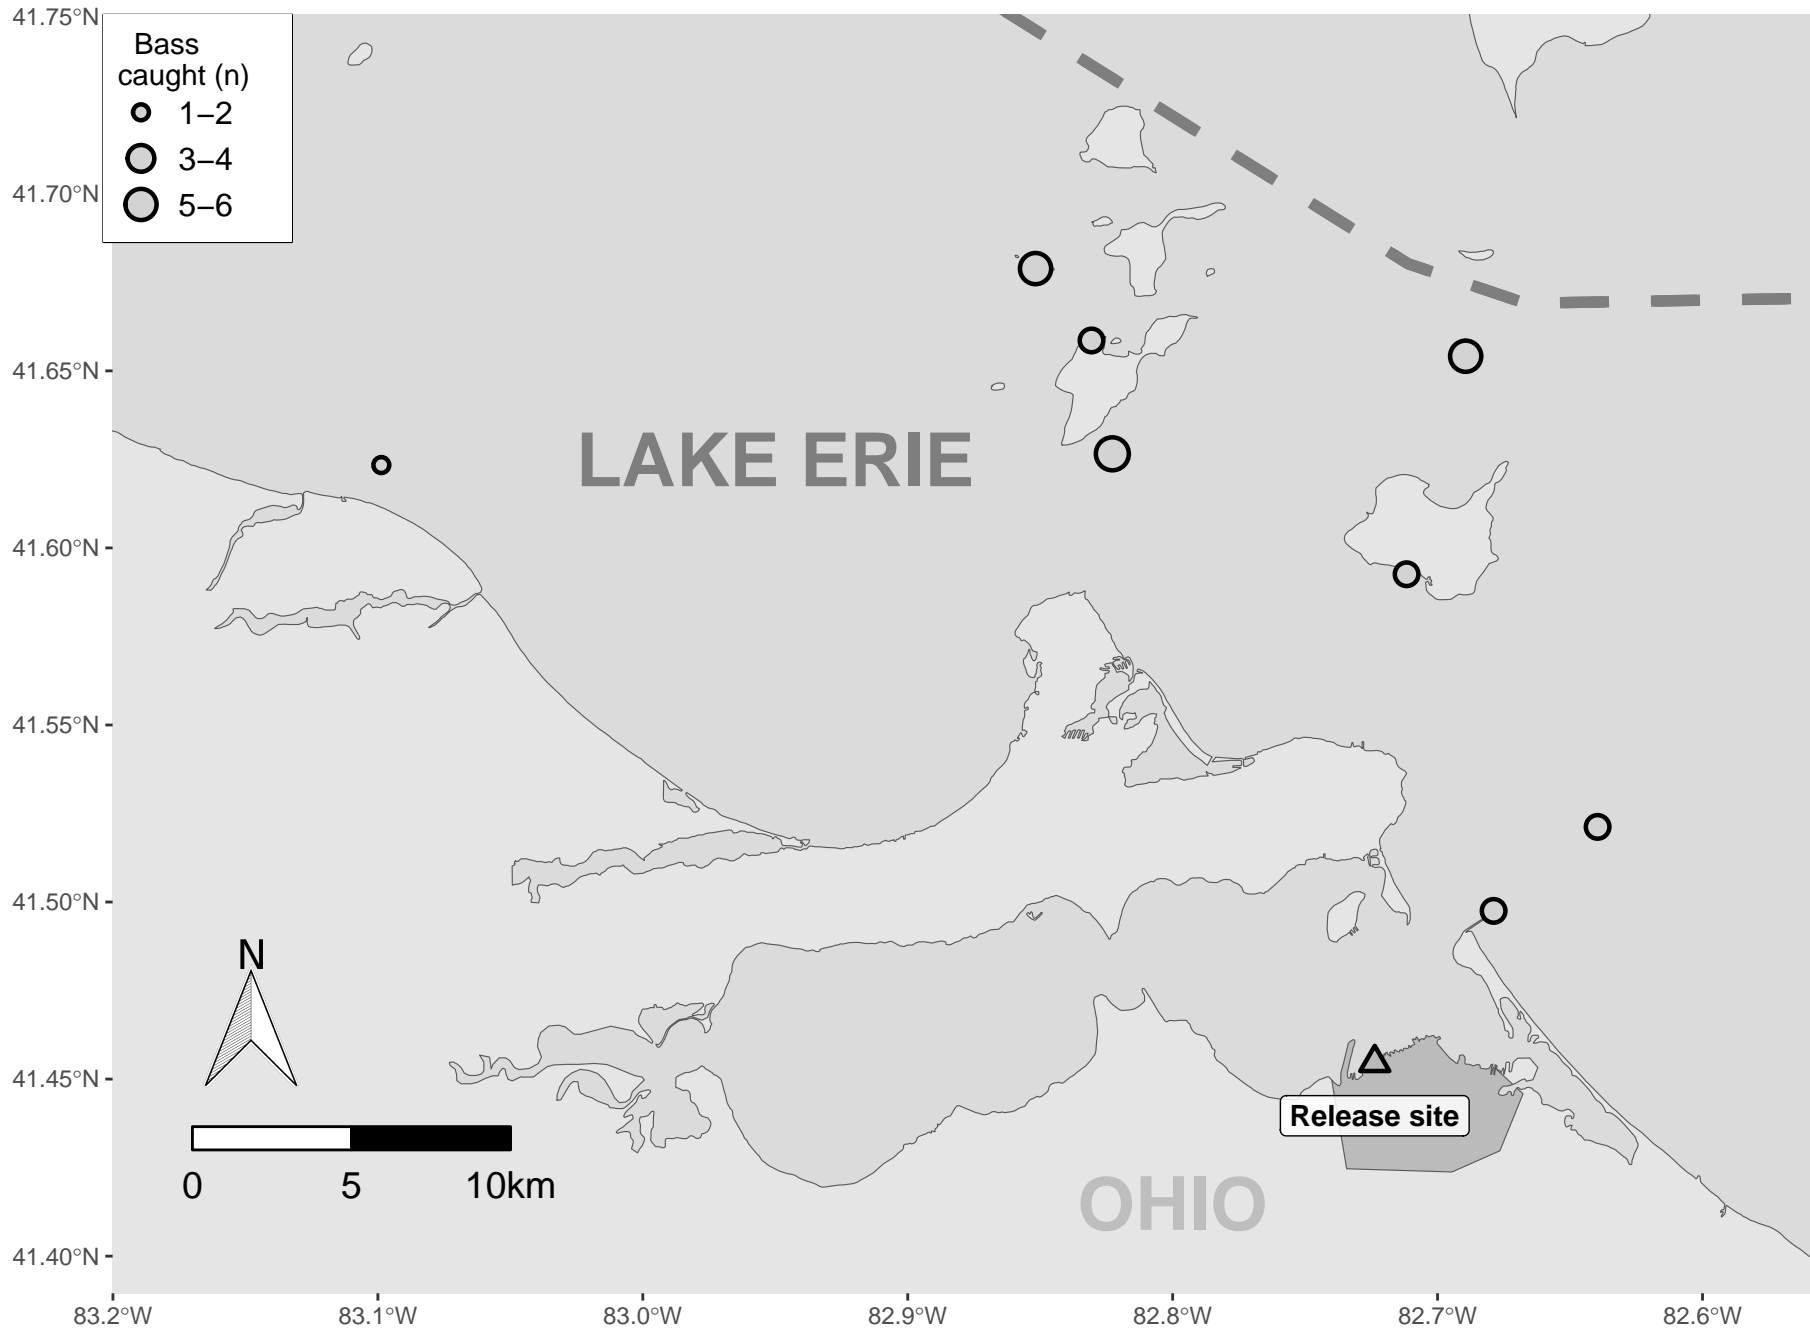 Bass
caught (n)
1–2
3–4
5–6
41.75°N
41.70°N
41.65°N
41.60°N
41.55°N
41.50°N
41.45°N
41.40°N
LAKE ERIE
N
0 5 10km
Release site
OHIO
83.2°W 83.1°W 83.0°W 82.9°W 82.8°W 82.7°W 82.6°W